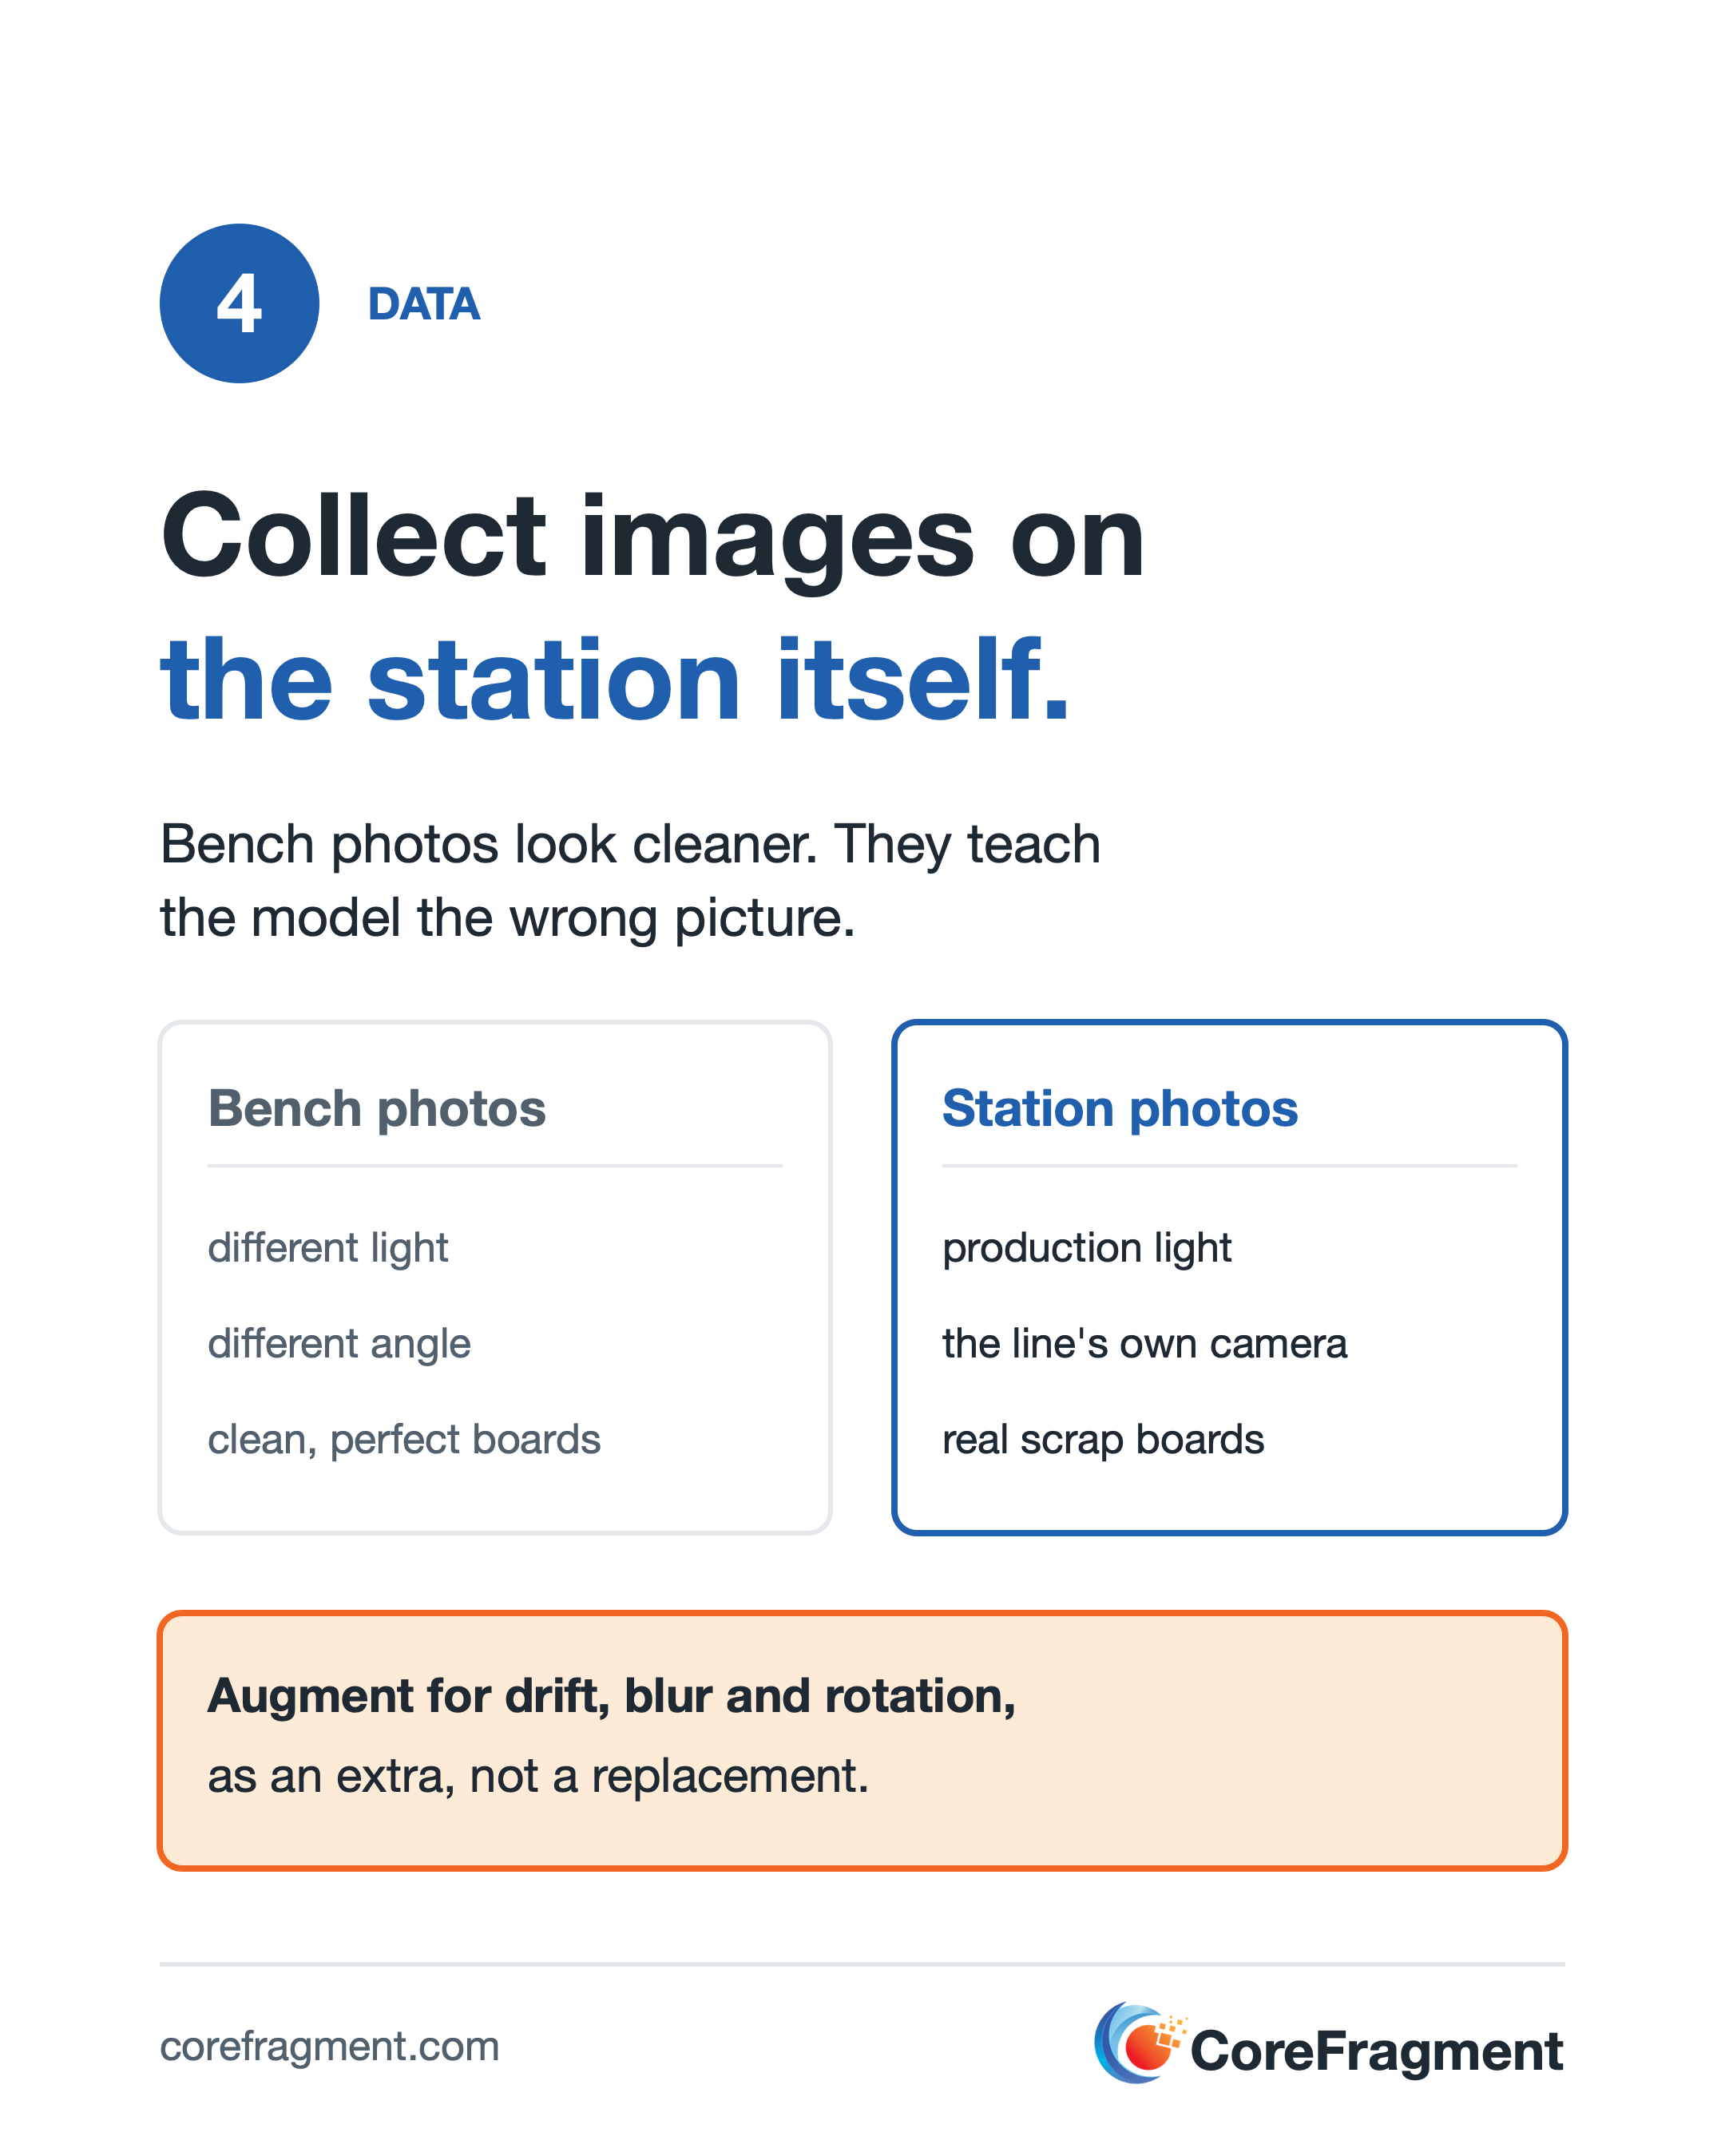 4
DATA
Collect images on
the station itself.
Bench photos look cleaner. They teach
the model the wrong picture.
Bench photos
different light
different angle
clean, perfect boards
Station photos
production light
the line's own camera
real scrap boards
Augment for drift, blur and rotation,
as an extra, not a replacement.
corefragment.com
CoreFragment